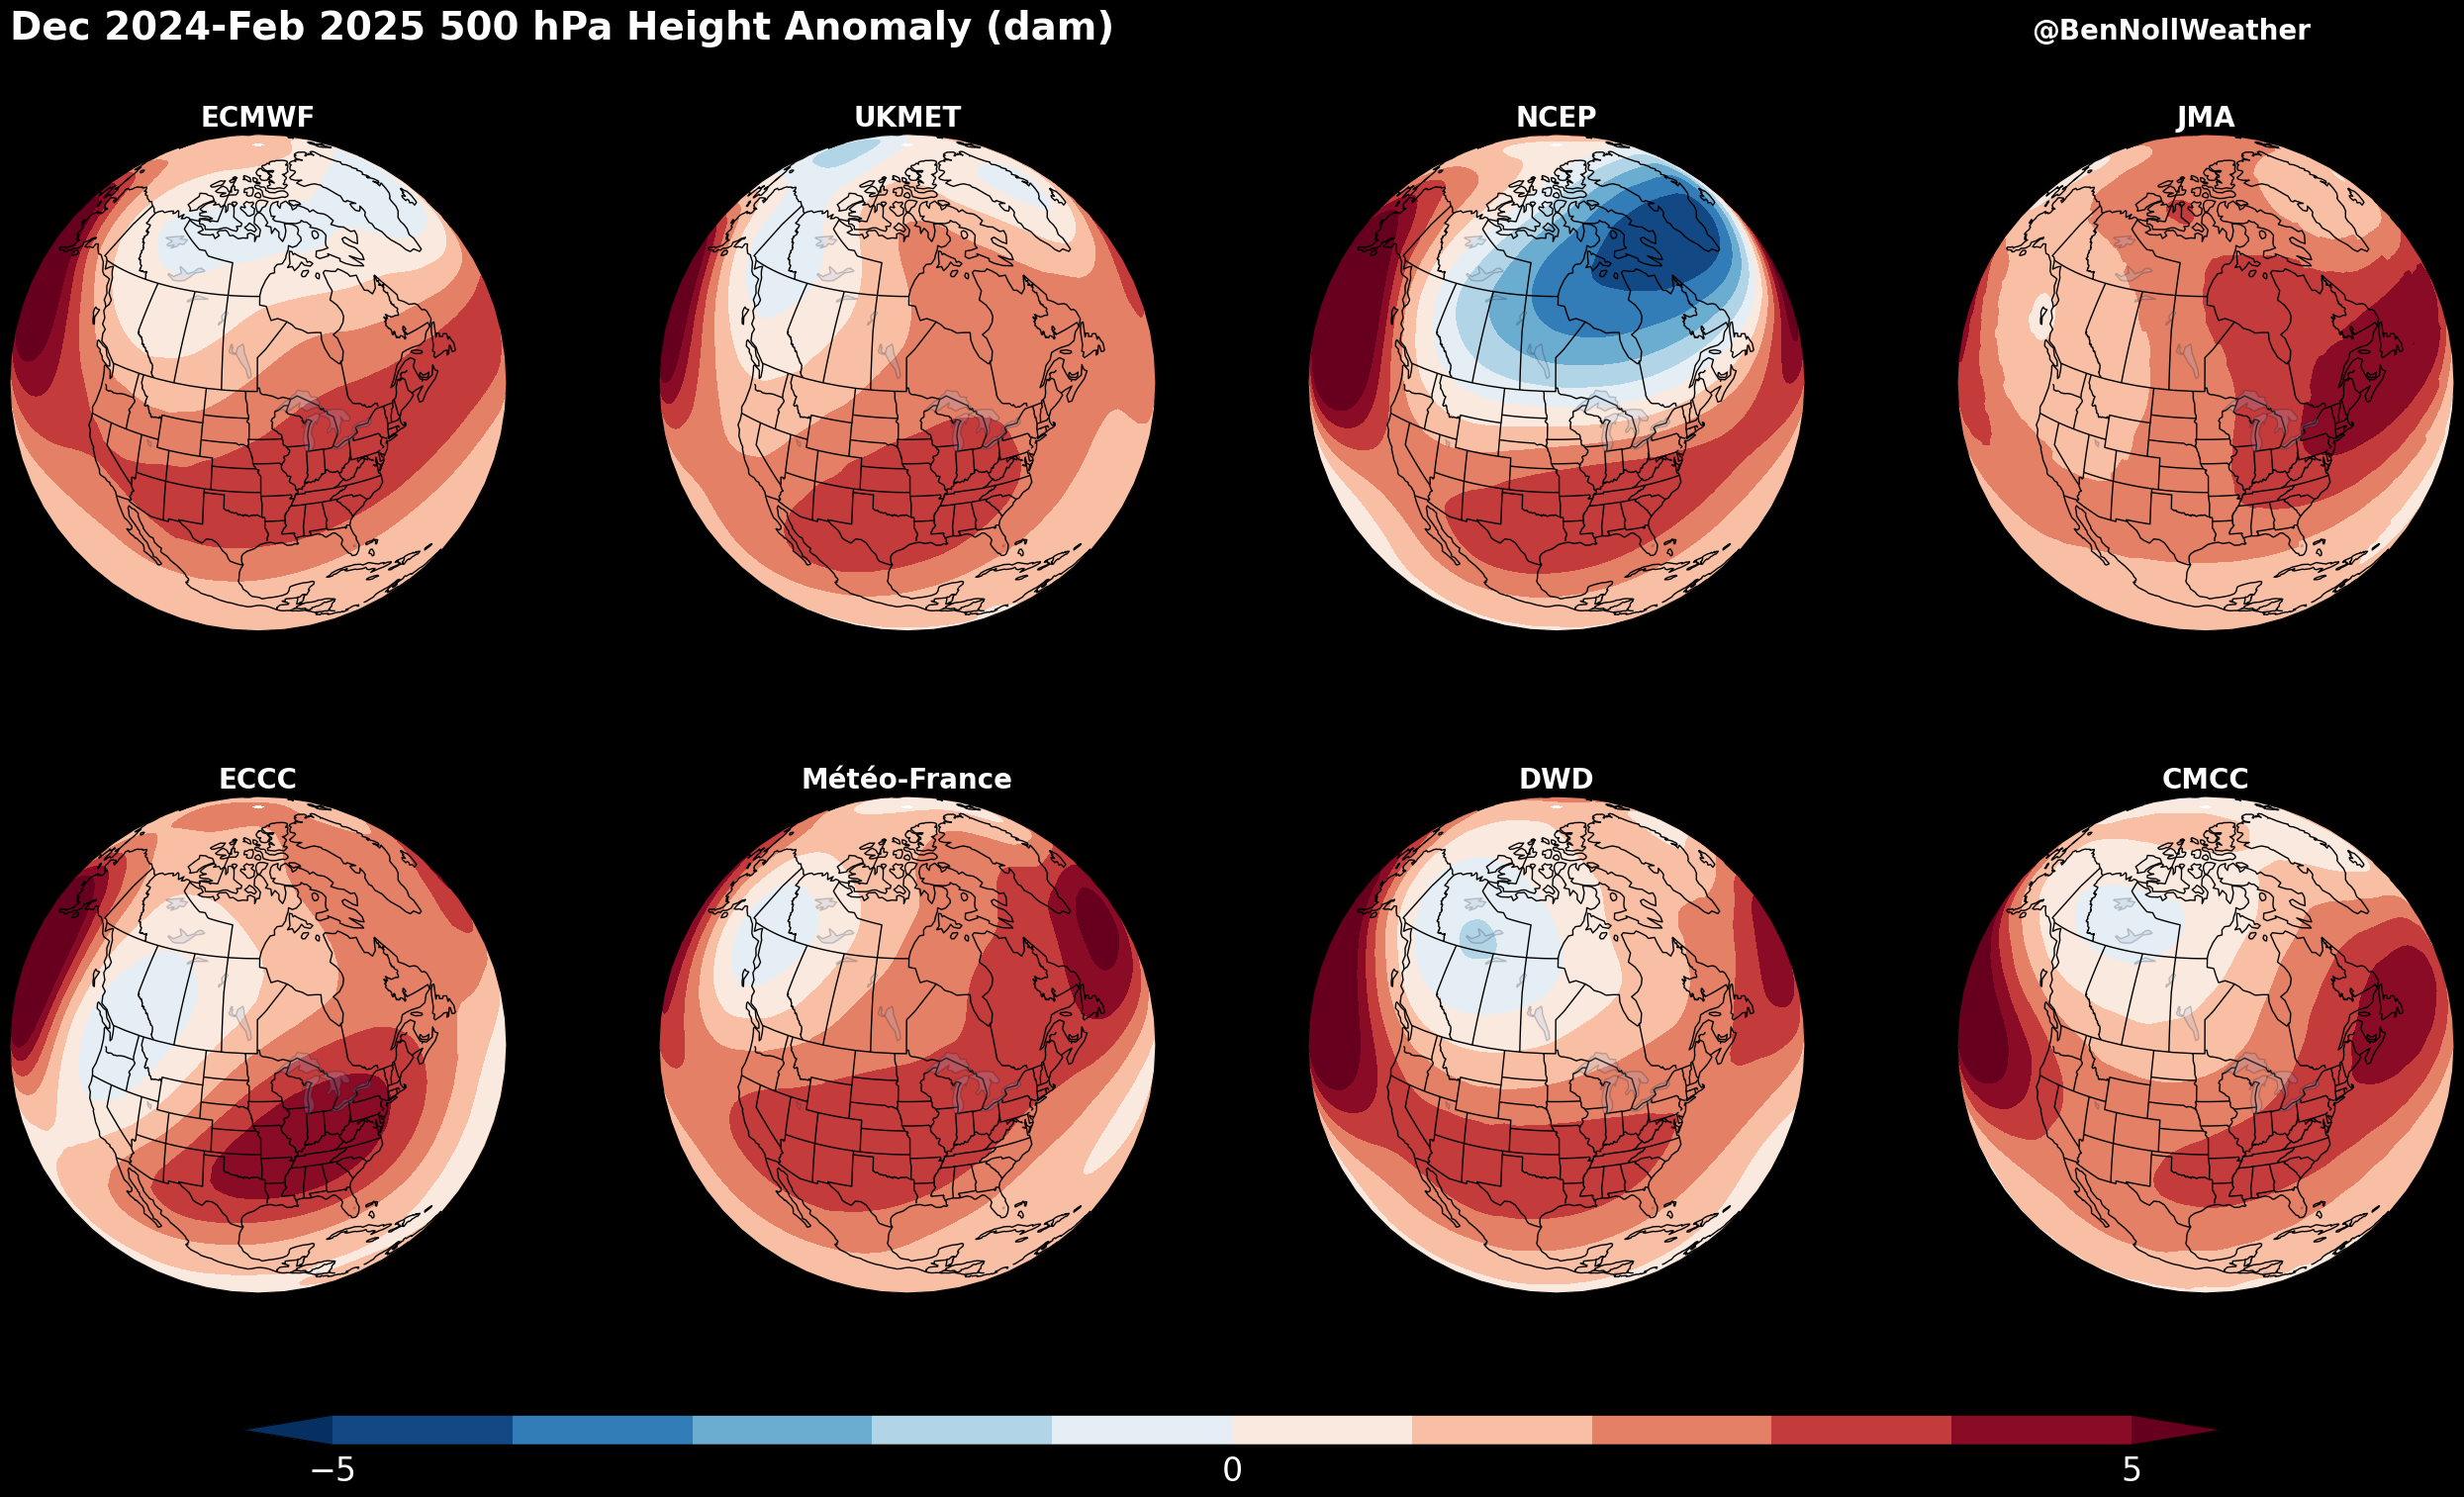 Dec 2024-Feb 2025 500 hPa Height Anomaly (dam)
@BenNollWeather
ECMWF
UKMET
NCEP
JMA
ECCC
Météo-France
DWD
CMCC
−5
0
5